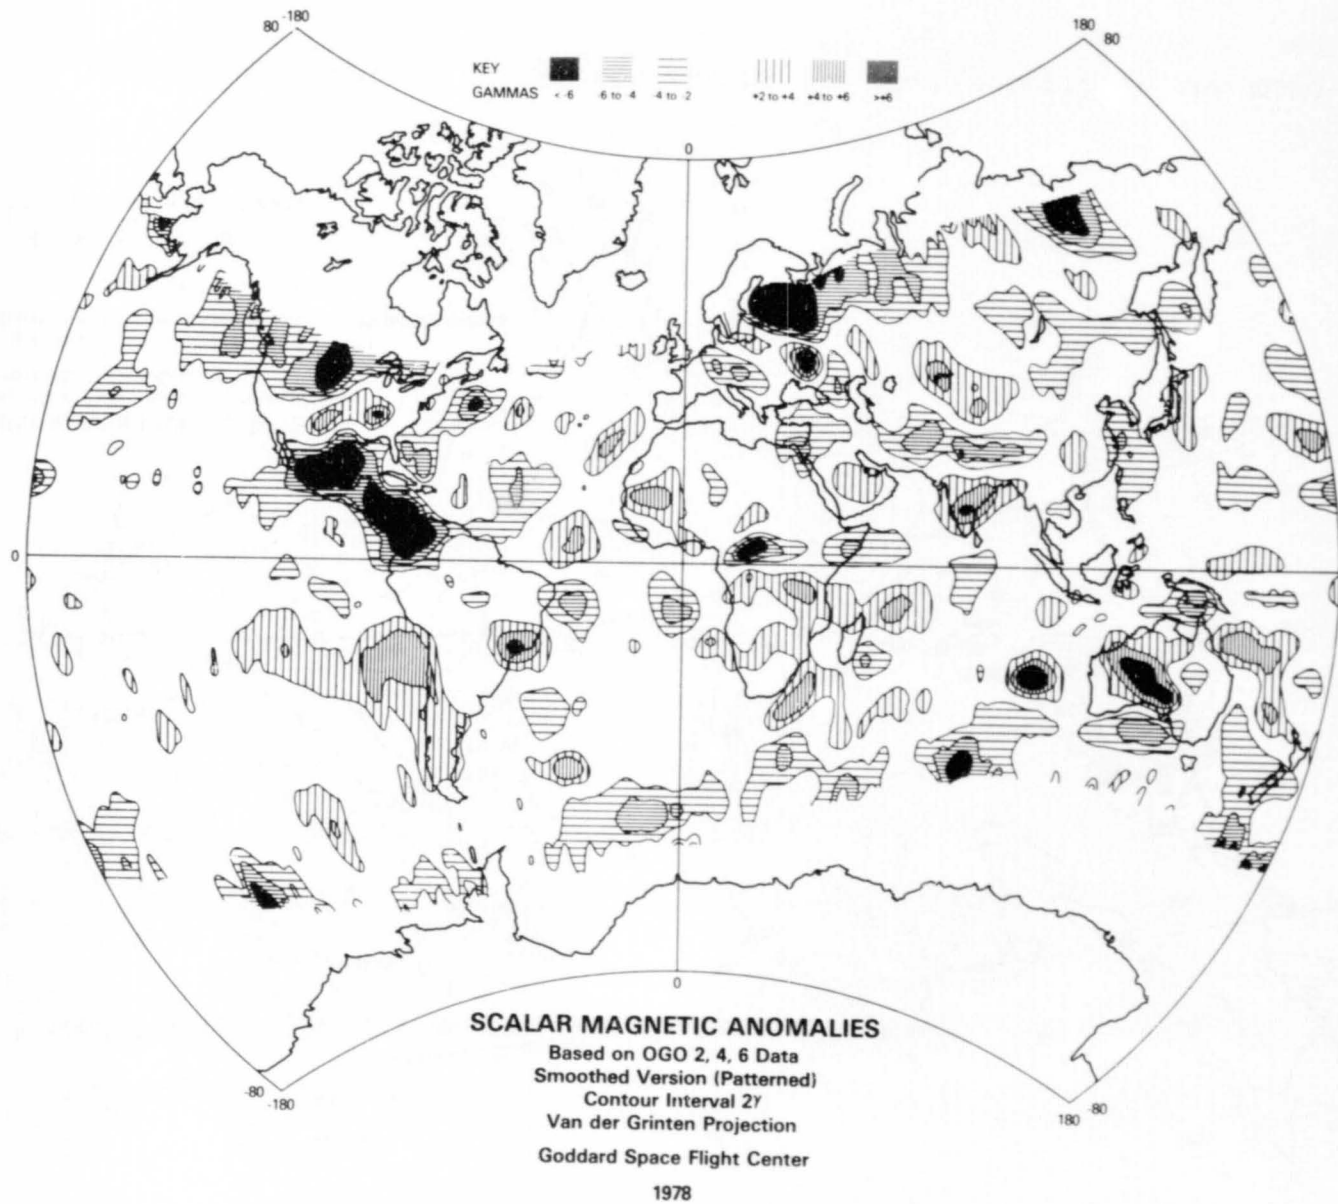 -180
80
180
80
KEY
GAMMAS
< -6
-6 to -4
-4 to -2
+2 to +4
+4 to +6
>+6
0
0
0
SCALAR MAGNETIC ANOMALIES
Based on OGO 2, 4, 6 Data
Smoothed Version (Patterned)
Contour Interval 2γ
Van der Grinten Projection
Goddard Space Flight Center
1978
-80
-180
180
-80